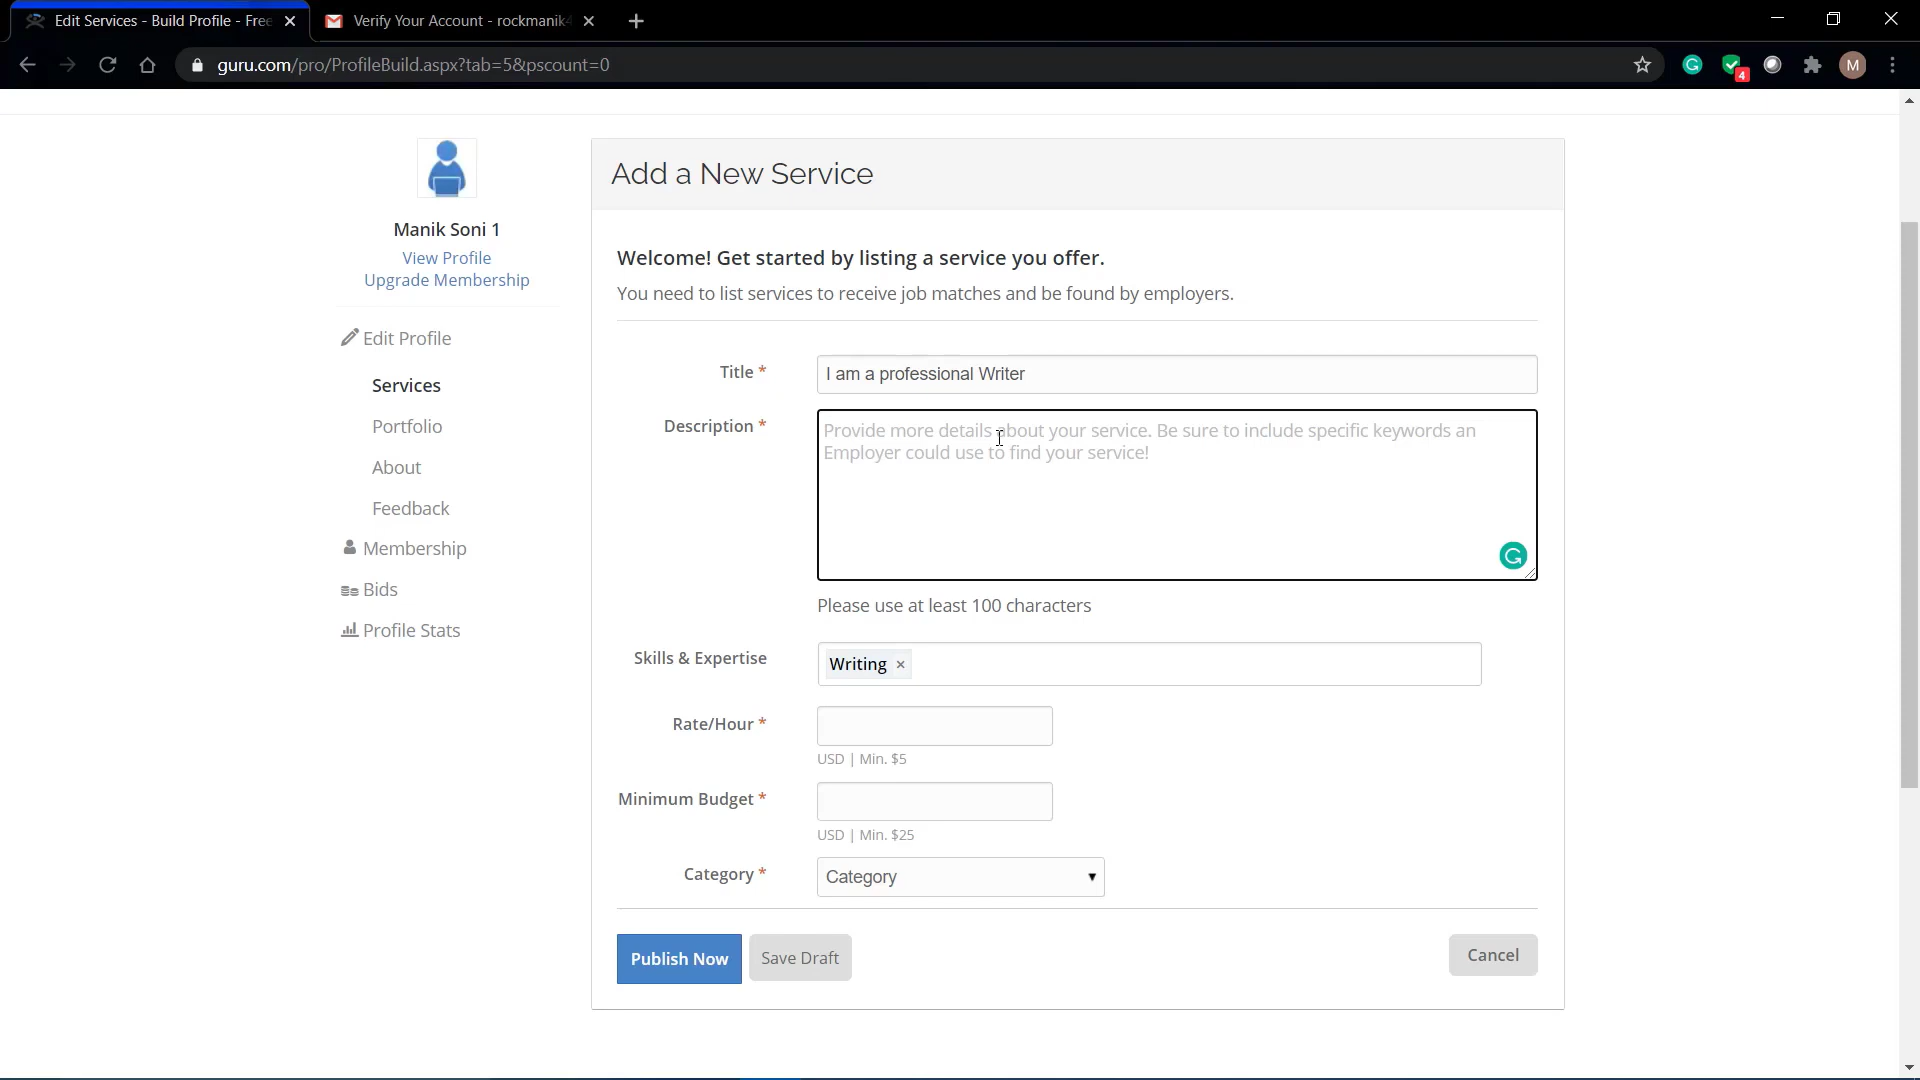 Edit Services - Build Profile - Free
Verify Your Account - rockmanik4
guru.com/pro/ProfileBuild.aspx?tab=5&pscount=0
4
M
Manik Soni 1
View Profile
Upgrade Membership
Edit Profile
Services
Portfolio
About
Feedback
Membership
Bids
Profile Stats
Add a New Service
Welcome! Get started by listing a service you offer.
You need to list services to receive job matches and be found by employers.
Title *
I am a professional Writer
Description *
Provide more details about your service. Be sure to include specific keywords an
Employer could use to find your service!
Please use at least 100 characters
Skills & Expertise
Writing ×
Rate/Hour *
USD | Min. $5
Minimum Budget *
USD | Min. $25
Category *
Category
Publish Now
Save Draft
Cancel